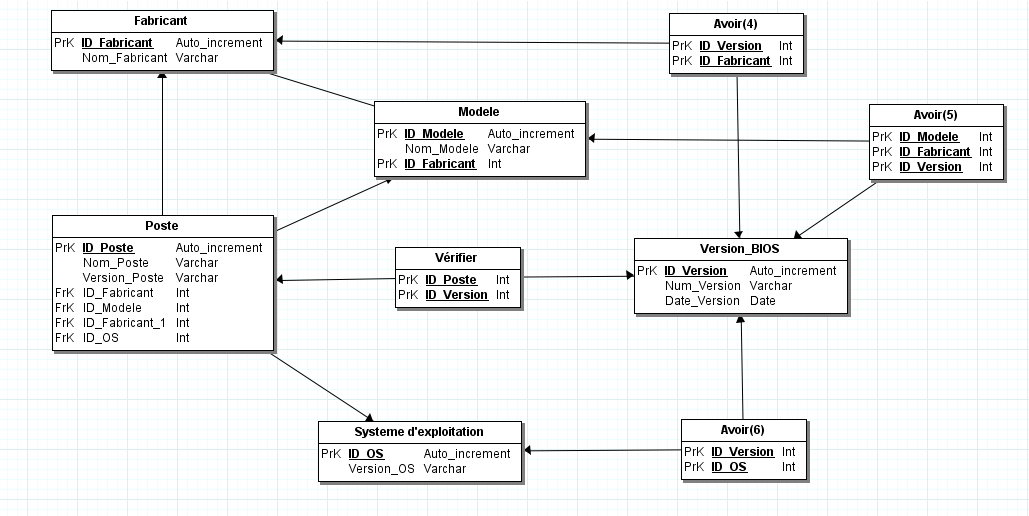 Fabricant
PrK ID_Fabricant Auto_increment
Nom_Fabricant Varchar
Avoir(4)
PrK ID_Version Int
PrK ID_Fabricant Int
Modele
PrK ID_Modele Auto_increment
Nom_Modele Varchar
PrK ID_Fabricant Int
Avoir(5)
PrK ID_Modele Int
PrK ID_Fabricant Int
PrK ID_Version Int
Poste
PrK ID_Poste Auto_increment
Nom_Poste Varchar
Version_Poste Varchar
FrK ID_Fabricant Int
FrK ID_Modele Int
FrK ID_Fabricant_1 Int
FrK ID_OS Int
Vérifier
PrK ID_Poste Int
PrK ID_Version Int
Version_BIOS
PrK ID_Version Auto_increment
Num_Version Varchar
Date_Version Date
Systeme d'exploitation
PrK ID_OS Auto_increment
Version_OS Varchar
Avoir(6)
PrK ID_Version Int
PrK ID_OS Int